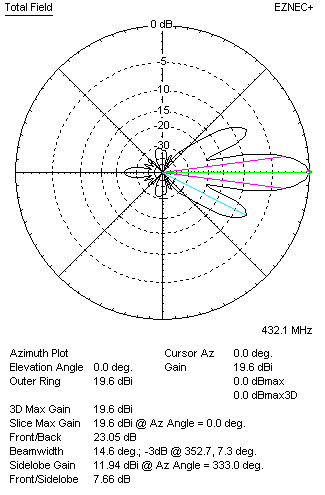 Total Field EZNEC+
0 dB
-5
-10
-15
-20
-30
432.1 MHz
Azimuth Plot Cursor Az 0.0 deg.
Elevation Angle 0.0 deg. Gain 19.6 dBi
Outer Ring 19.6 dBi 0.0 dBmax
0.0 dBmax3D
3D Max Gain 19.6 dBi
Slice Max Gain 19.6 dBi @ Az Angle = 0.0 deg.
Front/Back 23.05 dB
Beamwidth 14.6 deg.; -3dB @ 352.7, 7.3 deg.
Sidelobe Gain 11.94 dBi @ Az Angle = 333.0 deg.
Front/Sidelobe 7.66 dB